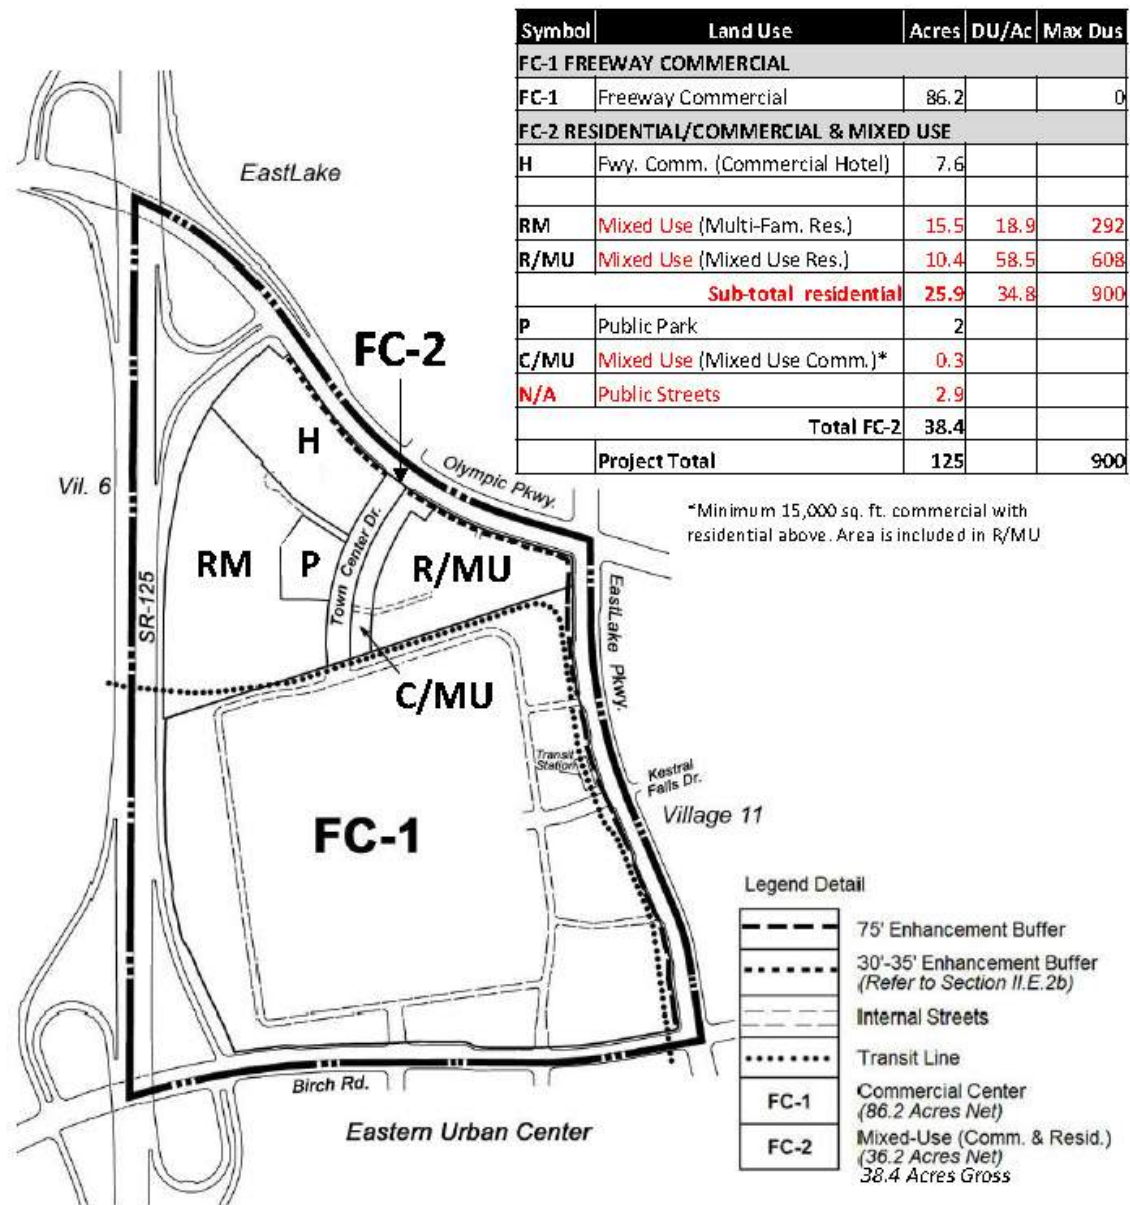 Symbol Land Use Acres DU/Ac Max Dus
FC-1 FREEWAY COMMERCIAL
FC-1 Freeway Commercial 86.2 0
FC-2 RESIDENTIAL/COMMERCIAL & MIXED USE
H Fwy. Comm. (Commercial Hotel) 7.6
RM Mixed Use (Multi-Fam. Res.) 15.5 18.9 292
R/MU Mixed Use (Mixed Use Res.) 10.4 58.5 608
Sub-total residential 25.9 34.8 900
P Public Park 2
C/MU Mixed Use (Mixed Use Comm.)* 0.3
N/A Public Streets 2.9
Total FC-2 38.4
Project Total 125 900
*Minimum 15,000 sq. ft. commercial with
residential above. Area is included in R/MU
EastLake
FC-2
H
Olympic Pkwy.
Vil. 6
Town Center Dr.
RM
P
R/MU
SR-125
EastLake Pkwy.
C/MU
Transit
Station
Kestral
Falls Dr.
Village 11
FC-1
Birch Rd.
Eastern Urban Center
Legend Detail
75' Enhancement Buffer
30'-35' Enhancement Buffer
(Refer to Section II.E.2b)
Internal Streets
Transit Line
FC-1 Commercial Center
(86.2 Acres Net)
FC-2 Mixed-Use (Comm. & Resid.)
(36.2 Acres Net)
38.4 Acres Gross